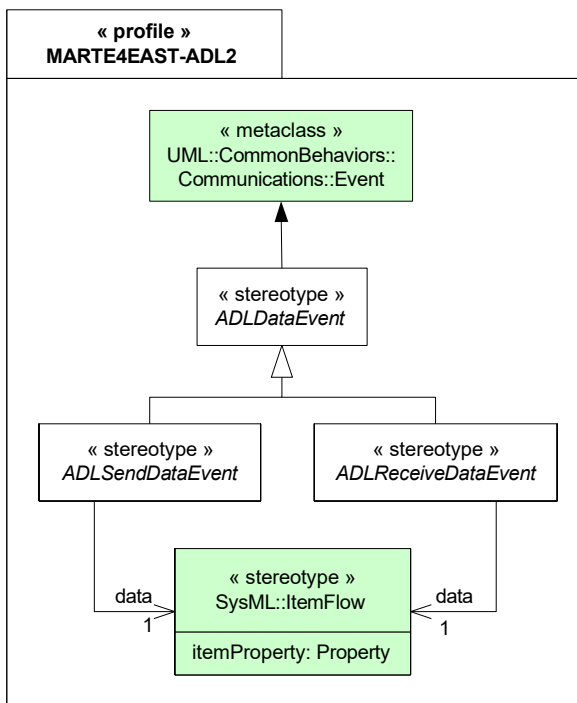 « profile »
MARTE4EAST-ADL2
« metaclass »
UML::CommonBehaviors::
Communications::Event
« stereotype »
ADLDataEvent
« stereotype »
ADLSendDataEvent
« stereotype »
ADLReceiveDataEvent
data
1
« stereotype »
SysML::ItemFlow
itemProperty: Property
data
1